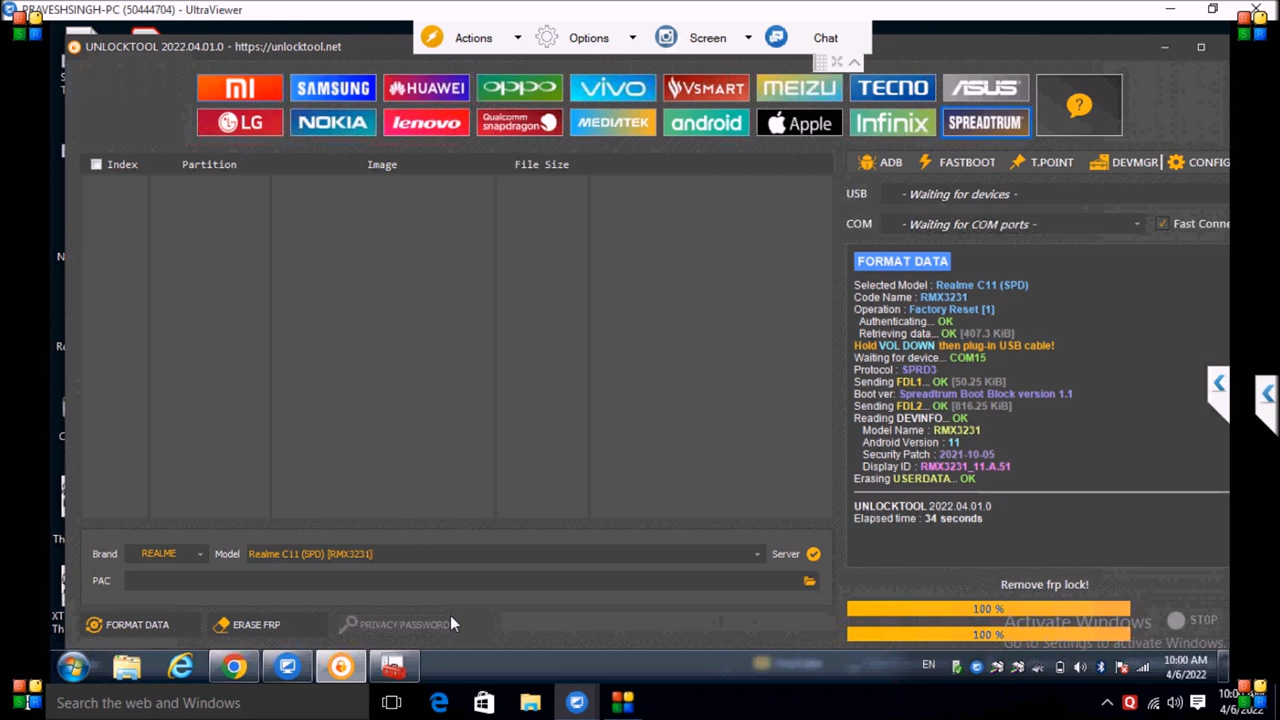 PRAVESHSINGH-PC (50444704) - UltraViewer
UNLOCKTOOL 2022.04.01.0 - https://unlocktool.net
Actions Options Screen Chat
MI SAMSUNG HUAWEI oppo vivo VSMART MEIZU TECNO ASUS ?
LG NOKIA lenovo Qualcomm snapdragon MEDIATEK android Apple Infinix SPREADTRUM
Index Partition Image File Size
ADB FASTBOOT T.POINT DEVMGR CONFIG
USB - Waiting for devices -
COM - Waiting for COM ports - Fast Conne
FORMAT DATA
Selected Model : Realme C11 (SPD)
Code Name : RMX3231
Operation : Factory Reset [1]
Authenticating... OK
Retrieving data... OK [407.3 KiB]
Hold VOL DOWN then plug-in USB cable!
Waiting for device... COM15
Protocol : SPRD3
Sending FDL1... OK [50.25 KiB]
Boot ver: Spreadtrum Boot Block version 1.1
Sending FDL2... OK [816.25 KiB]
Reading DEVINFO... OK
Model Name : RMX3231
Android Version : 11
Security Patch : 2021-10-05
Display ID : RMX3231_11.A.51
Erasing USERDATA... OK
UNLOCKTOOL 2022.04.01.0
Elapsed time : 34 seconds
Brand REALME Model Realme C11 (SPD) [RMX3231] Server
PAC
Remove frp lock!
100 %
100 %
FORMAT DATA ERASE FRP PRIVACY PASSWORD
STOP
Activate Windows
Go to Settings to activate Windows.
EN 10:00 AM
4/6/2022
Search the web and Windows
4/6/2022